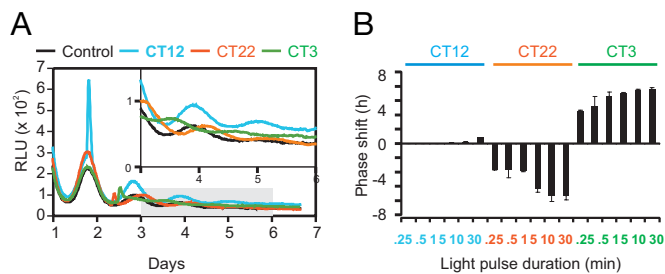 A
Control CT12 CT22 CT3
RLU (x 10²)
7
6
5
4
3
2
1
0
1 2 3 4 5 6 7
Days
1
0
3 4 5 6
B
CT12 CT22 CT3
Phase shift (h)
8
4
0
-4
-8
.25 .5 1 5 10 30 .25 .5 1 5 10 30 .25 .5 1 5 10 30
Light pulse duration (min)